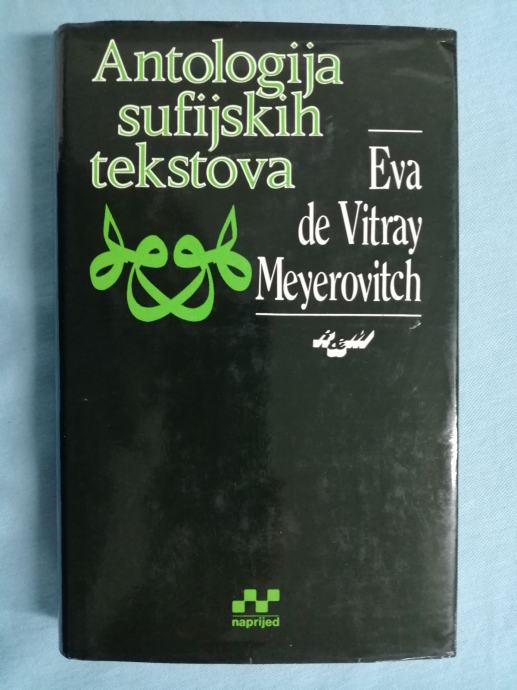 Antologija
sufijskih
tekstova
Eva
de Vitray
Meyerovitch
naprijed